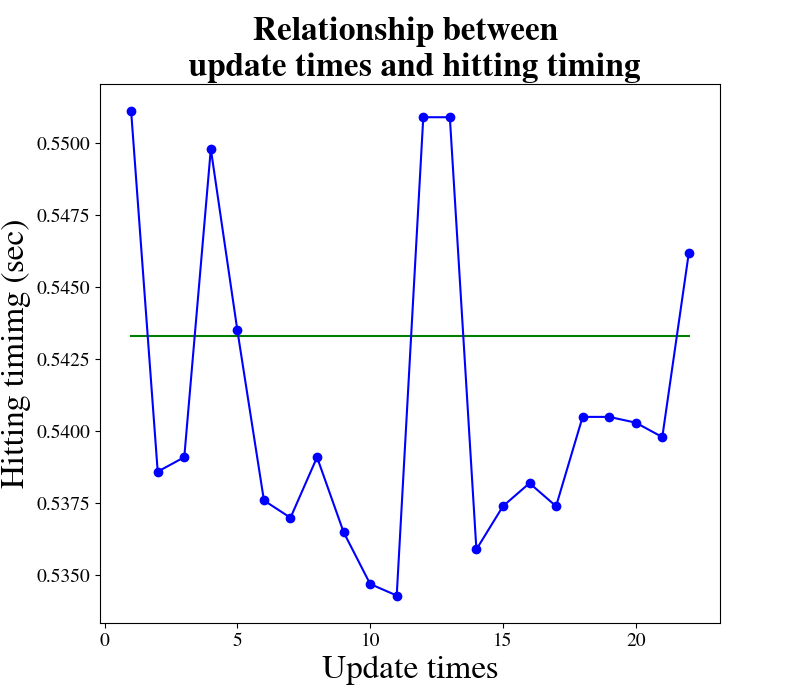 Relationship between
update times and hitting timing
0.5500
0.5475
0.5450
0.5425
0.5400
0.5375
0.5350
Hitting timimg (sec)
0 5 10 15 20
Update times